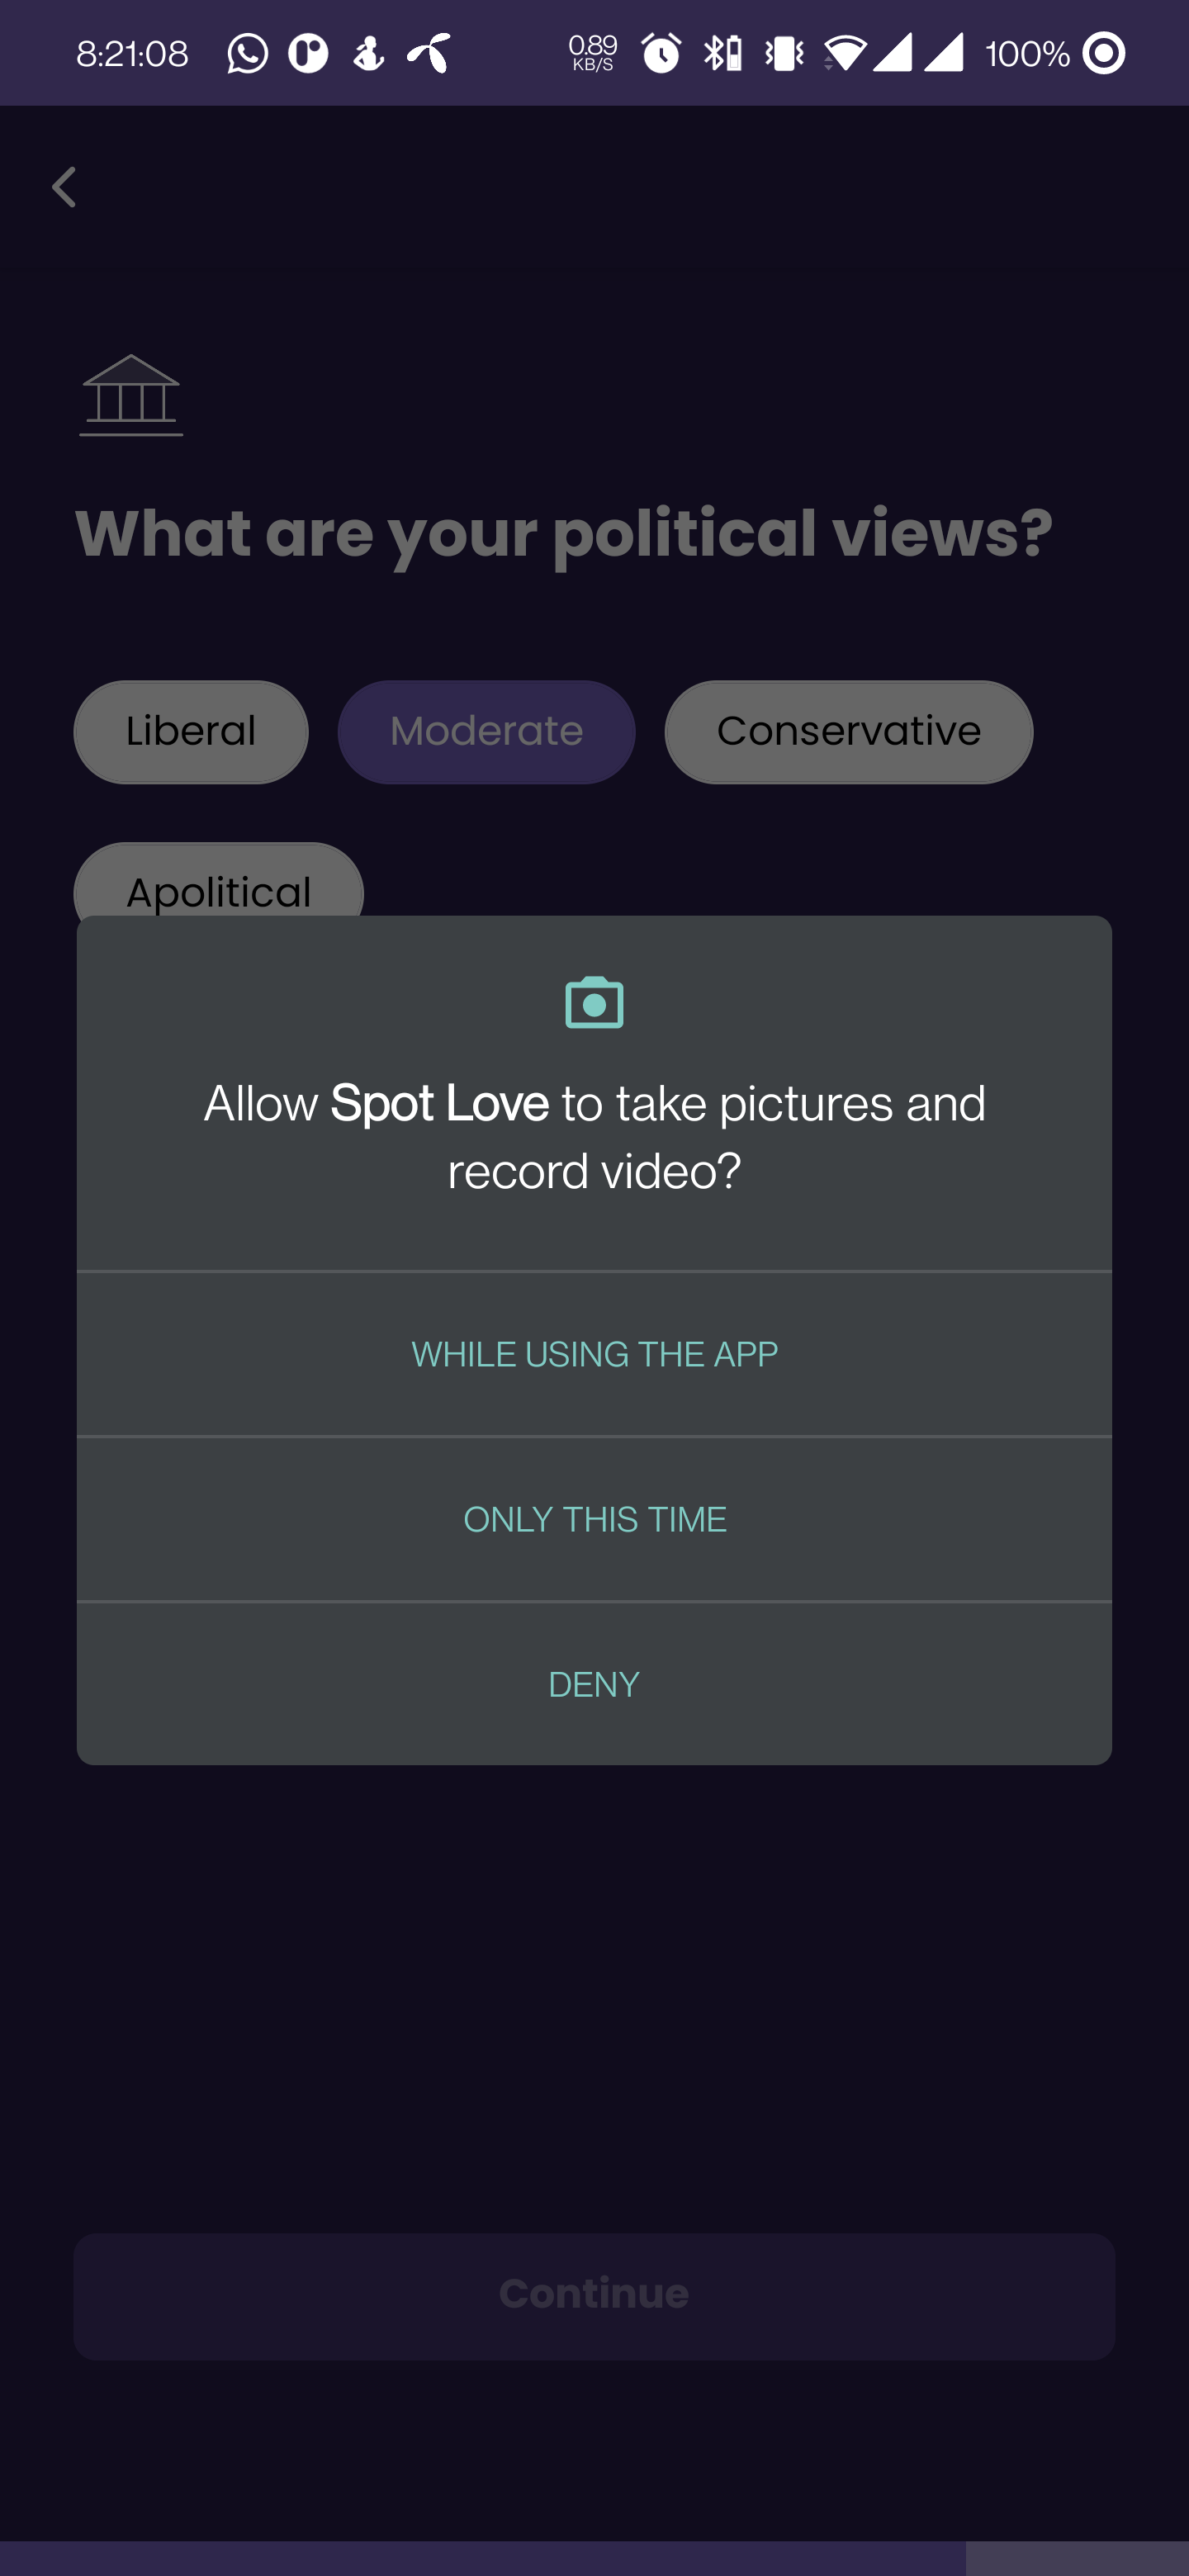 8:21:08 0.89 KB/S 100%
What are your political views?
Liberal Moderate Conservative
Apolitical
Allow Spot Love to take pictures and
record video?
WHILE USING THE APP
ONLY THIS TIME
DENY
Continue